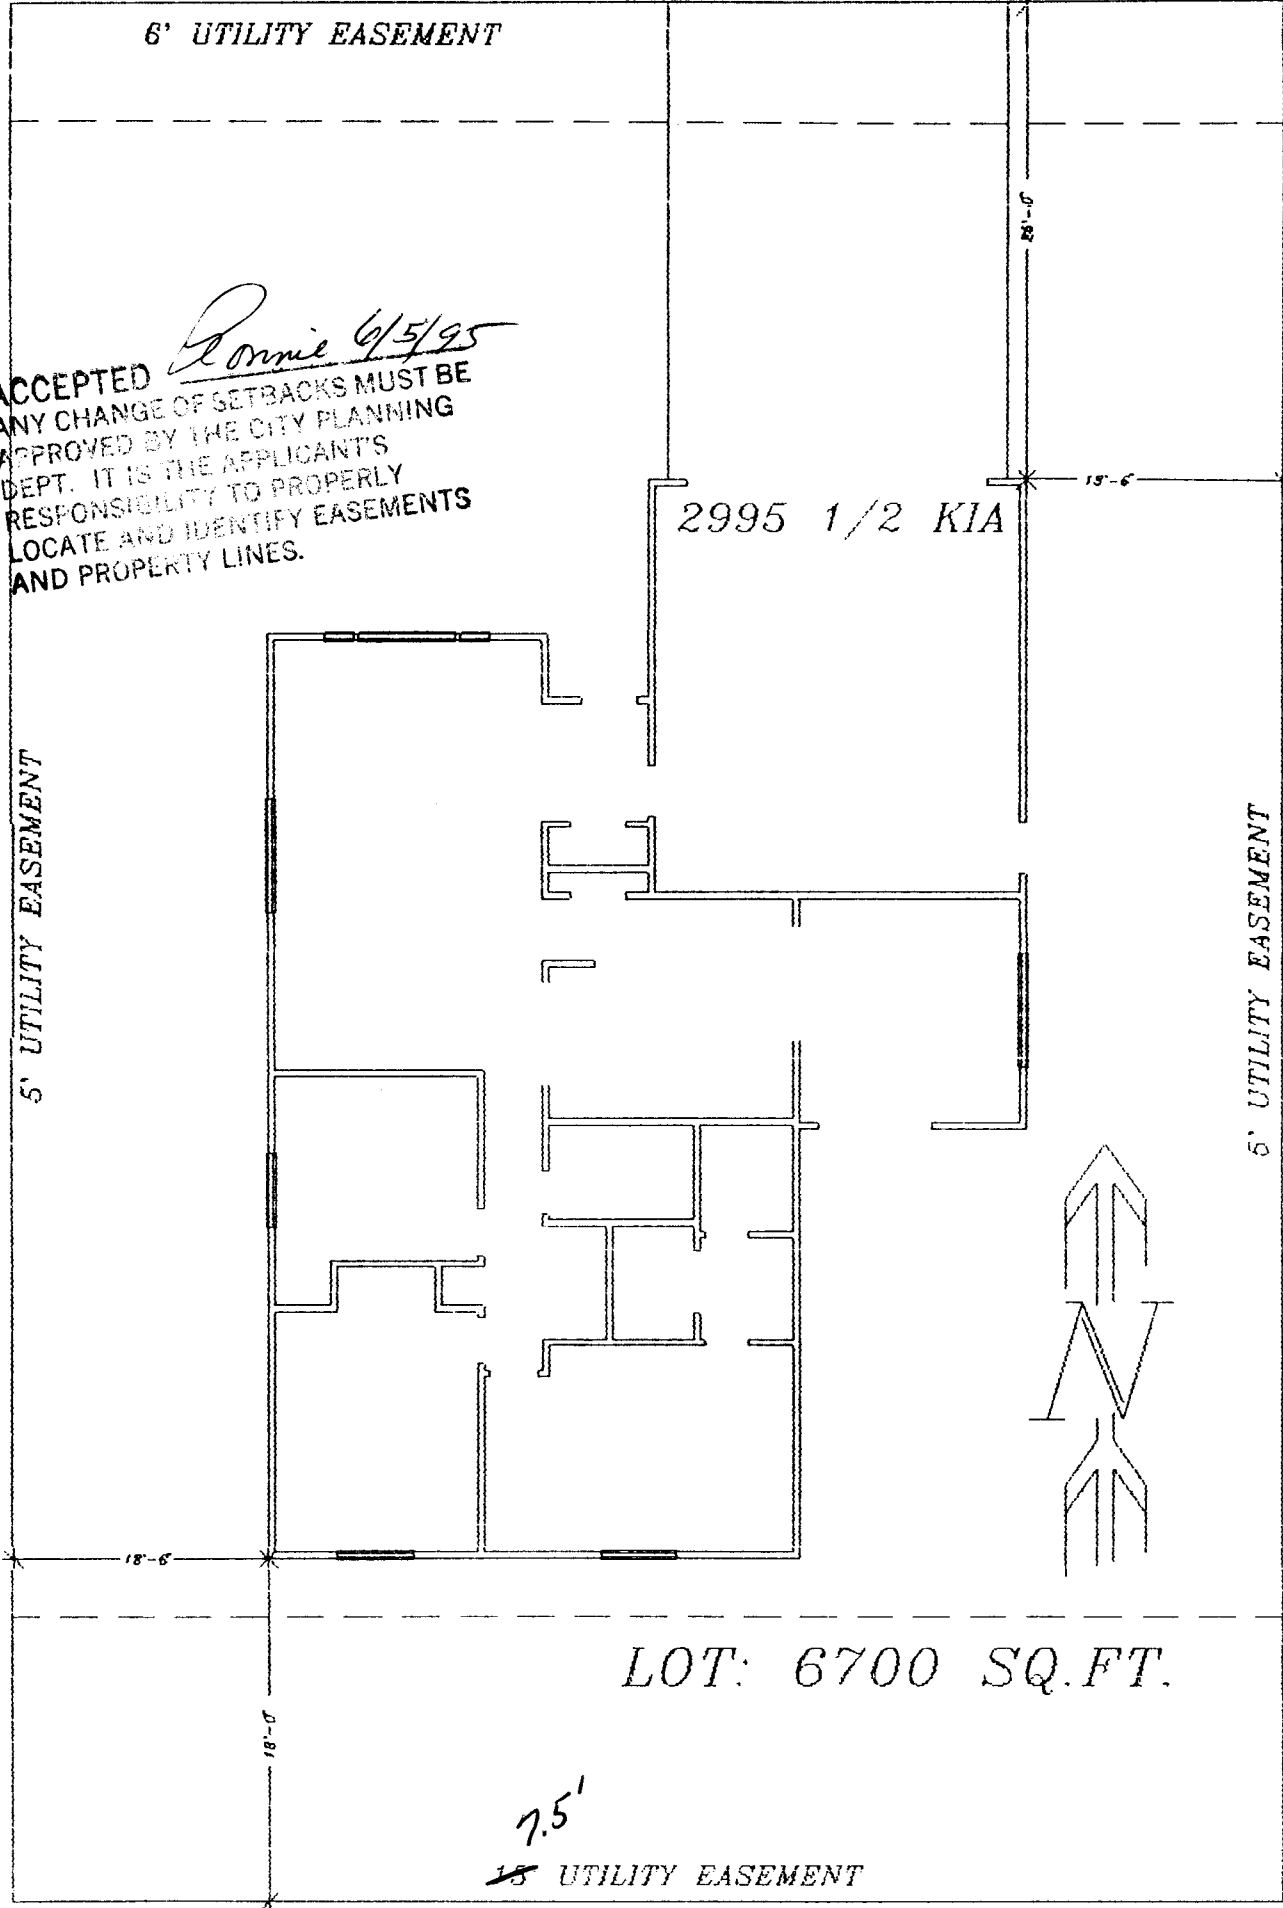 6' UTILITY EASEMENT
28'-0"
Ronnie 6/5/95
ACCEPTED
ANY CHANGE OF SETBACKS MUST BE
APPROVED BY THE CITY PLANNING
DEPT. IT IS THE APPLICANT'S
RESPONSIBILITY TO PROPERLY
LOCATE AND IDENTIFY EASEMENTS
AND PROPERTY LINES.
18'-6"
2995 1/2 KIA
5' UTILITY EASEMENT
5' UTILITY EASEMENT
N
18'-6"
LOT: 6700 SQ.FT.
18'-0"
7.5'
15 UTILITY EASEMENT